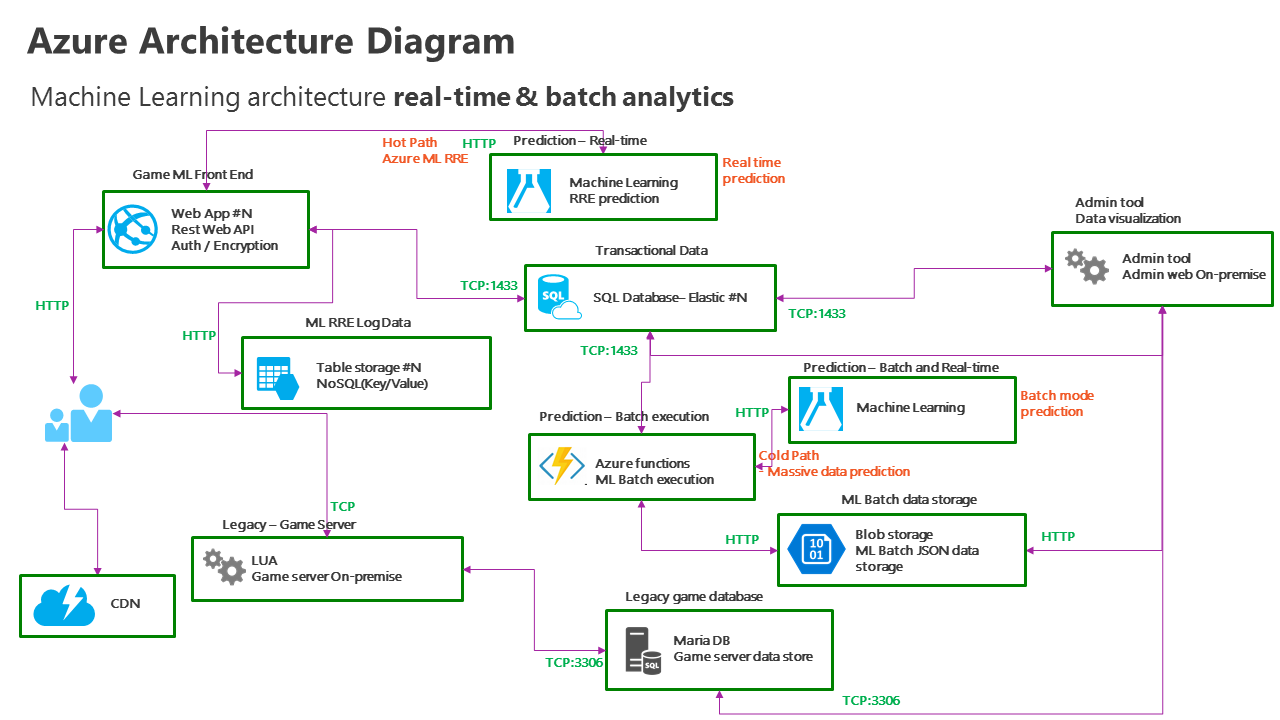 Azure Architecture Diagram
Machine Learning architecture real-time & batch analytics
Hot Path
Azure ML RRE
HTTP
Prediction – Real-time
Machine Learning
RRE prediction
Real time
prediction
Game ML Front End
Web App #N
Rest Web API
Auth / Encryption
Admin tool
Data visualization
Admin tool
Admin web On-premise
Transactional Data
SQL
SQL Database– Elastic #N
TCP:1433
TCP:1433
HTTP
HTTP
ML RRE Log Data
Table storage #N
NoSQL(Key/Value)
TCP:1433
Prediction – Batch and Real-time
Machine Learning
Batch mode
prediction
HTTP
Prediction – Batch execution
Azure functions
. ML Batch execution
Cold Path
- Massive data prediction
ML Batch data storage
10
01
Blob storage
ML Batch JSON data
storage
HTTP
HTTP
TCP
Legacy – Game Server
LUA
Game server On-premise
CDN
Legacy game database
SQL
Maria DB
Game server data store
TCP:3306
TCP:3306